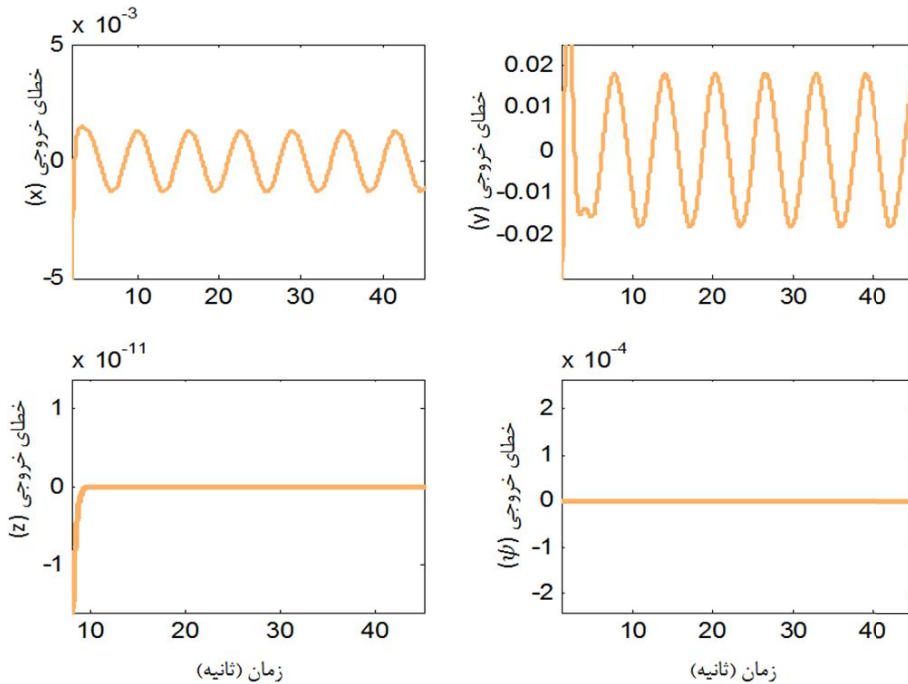 x 10⁻³
5
0
-5
خطای خروجی (x)
10 20 30 40
0.02
0.01
0
-0.01
-0.02
خطای خروجی (y)
10 20 30 40
x 10⁻¹¹
1
0
-1
خطای خروجی (z)
10 20 30 40
زمان (ثانیه)
x 10⁻⁴
2
1
0
-1
-2
خطای خروجی (ψ)
10 20 30 40
زمان (ثانیه)